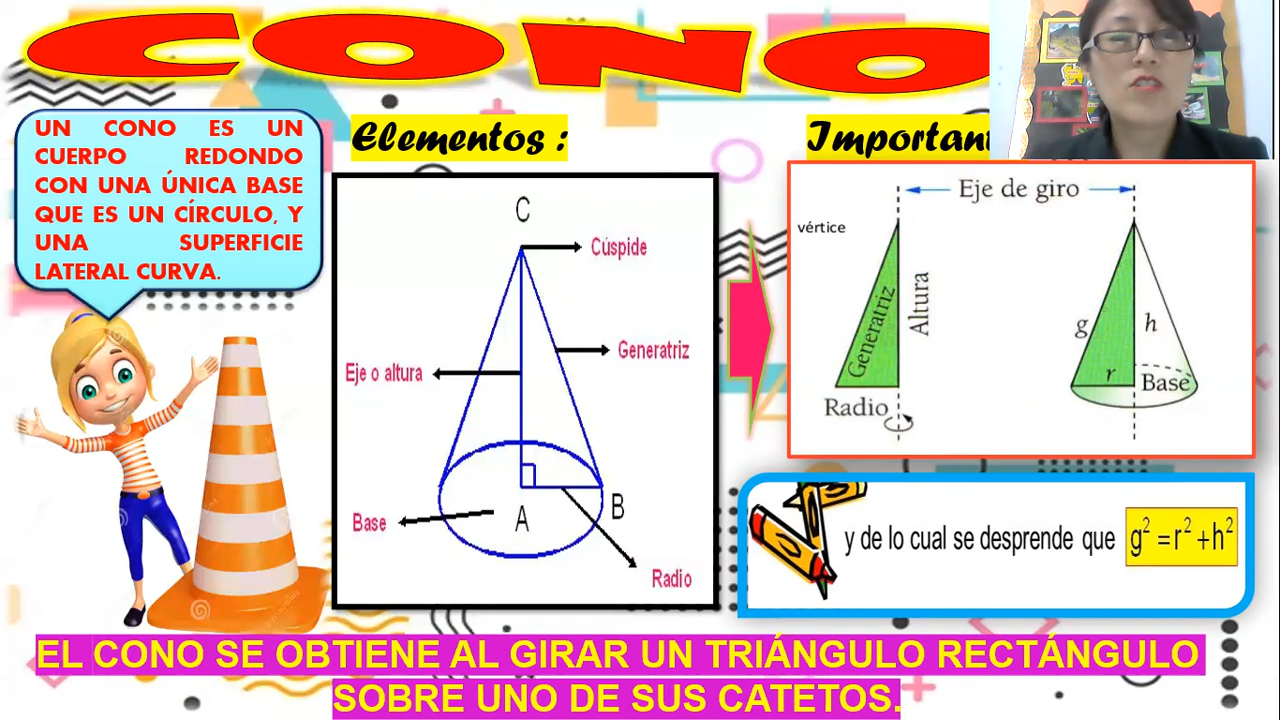 CONO
UN CONO ES UN
CUERPO REDONDO
CON UNA ÚNICA BASE
QUE ES UN CÍRCULO, Y
UNA SUPERFICIE
LATERAL CURVA.
Elementos :
C
Cúspide
Generatriz
Eje o altura
Base
A
B
Radio
Important
Eje de giro
vértice
Generatriz
Altura
Radio
g
h
r
Base
y de lo cual se desprende que g² = r² + h²
EL CONO SE OBTIENE AL GIRAR UN TRIÁNGULO RECTÁNGULO
SOBRE UNO DE SUS CATETOS.